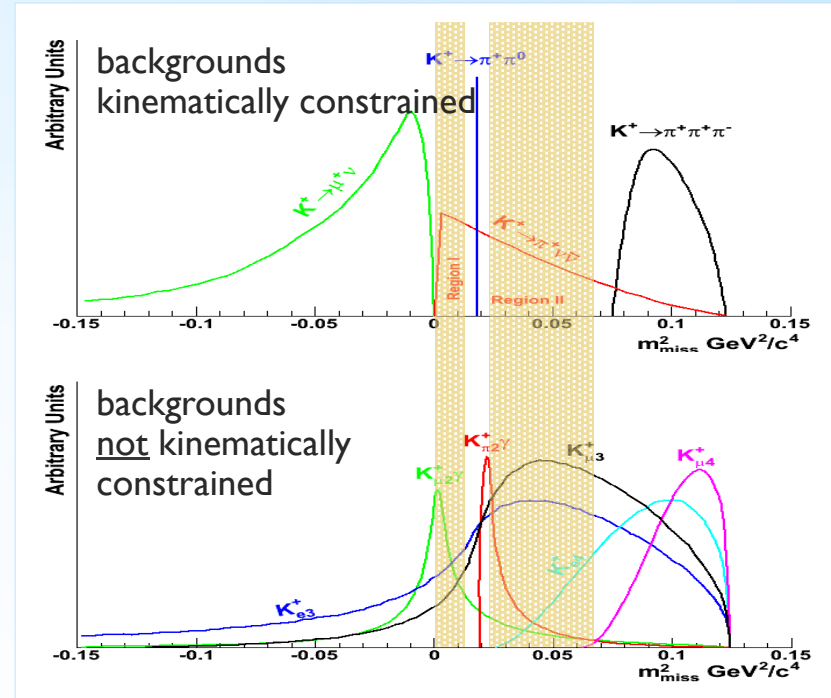 Arbitrary Units
backgrounds
kinematically constrained
K⁺→π⁺π⁰
K⁺→π⁺π⁺π⁻
K⁺→μ⁺ν
K⁺→π⁺νν̄
Region I
Region II
-0.15 -0.1 -0.05 0 0.05 0.1 0.15
m²miss GeV²/c⁴
Arbitrary Units
backgrounds
not kinematically
constrained
K⁺μ2γ
K⁺π2γ
K⁺μ3
K⁺μ4
K⁺e3
-0.15 -0.1 -0.05 0 0.05 0.1 0.15
m²miss GeV²/c⁴